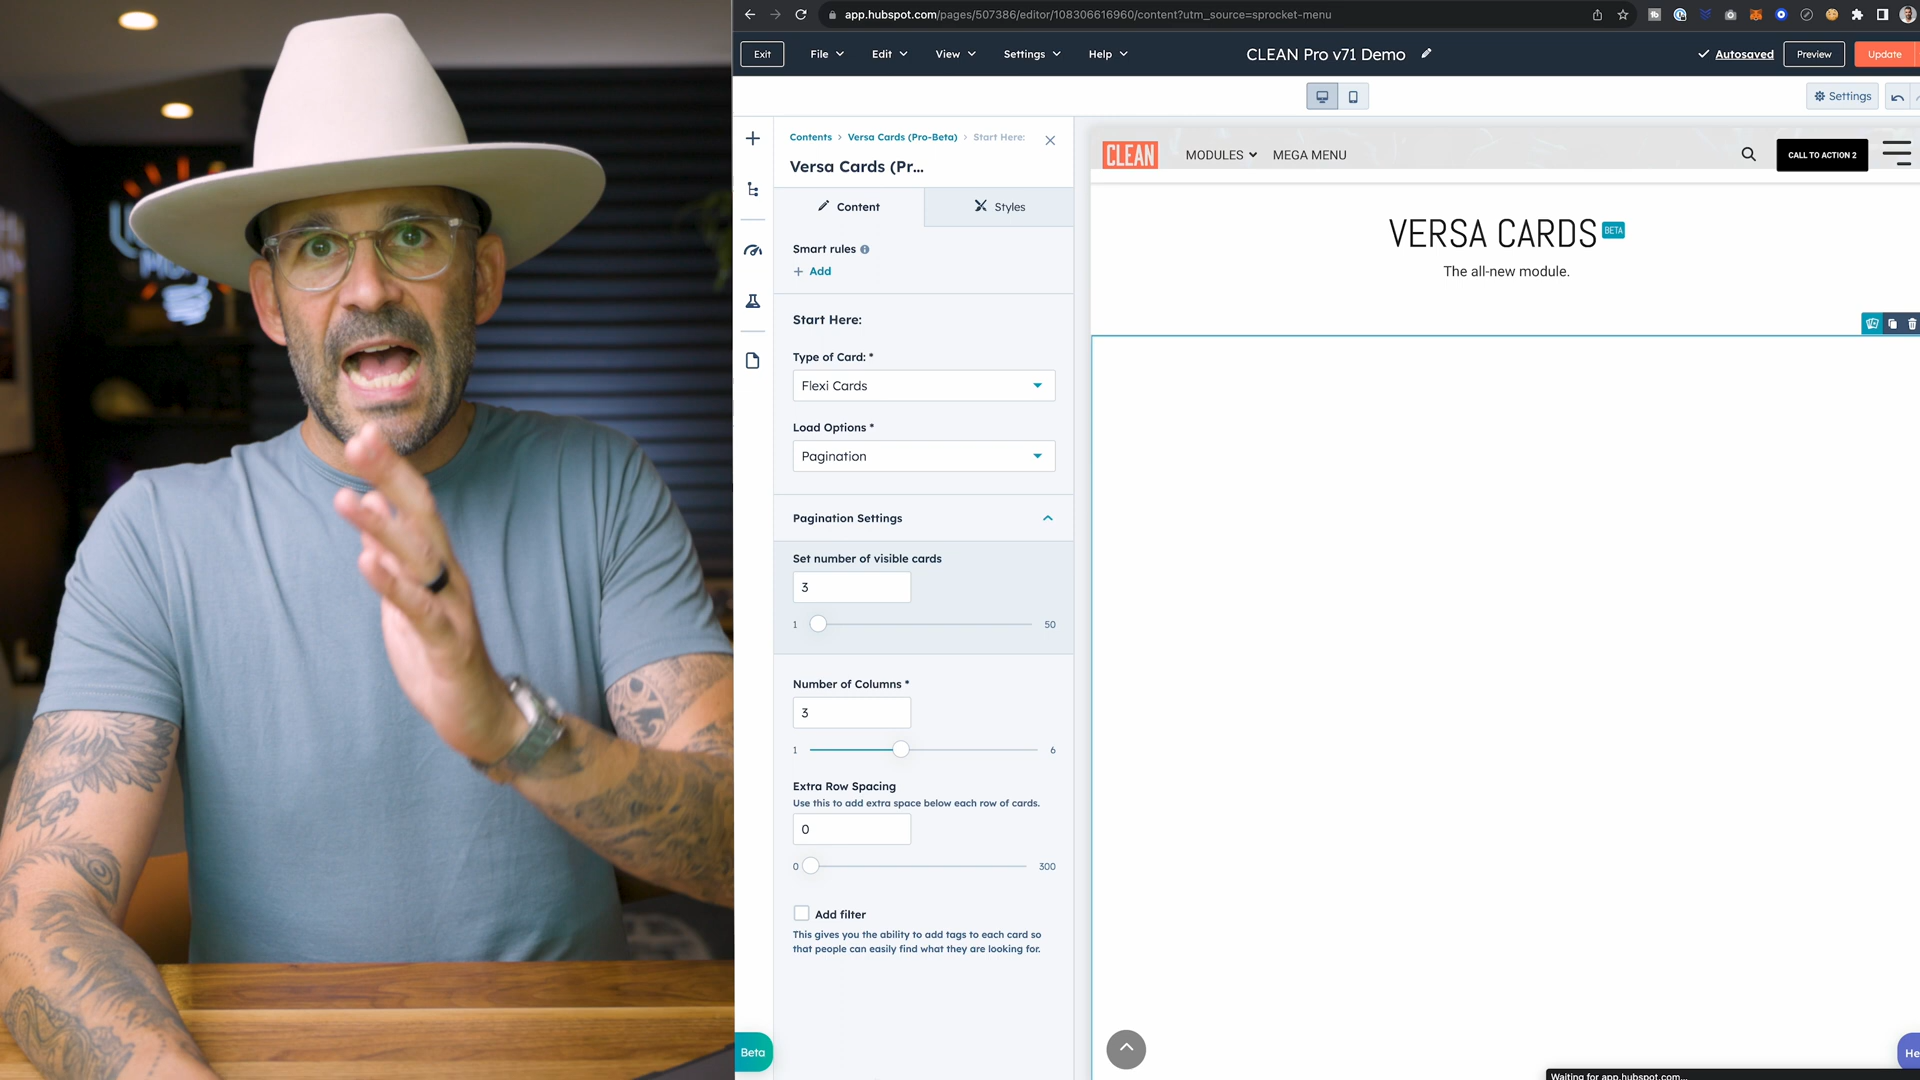 app.hubspot.com/pages/507386/editor/108306616960/content?utm_source=sprocket-menu
Exit
File
Edit
View
Settings
Help
CLEAN Pro v71 Demo
Autosaved
Preview
Update
Settings
Contents > Versa Cards (Pro-Beta) > Start Here:
Versa Cards (Pr...
Content
Styles
Smart rules
+ Add
Start Here:
Type of Card: *
Flexi Cards
Load Options *
Pagination
Pagination Settings
Set number of visible cards
3
1
50
Number of Columns *
3
1
6
Extra Row Spacing
Use this to add extra space below each row of cards.
0
0
300
Add filter
This gives you the ability to add tags to each card so
that people can easily find what they are looking for.
Beta
CLEAN
MODULES
MEGA MENU
CALL TO ACTION 2
VERSA CARDS BETA
The all-new module.
He
Waiting for app.hubspot.com...